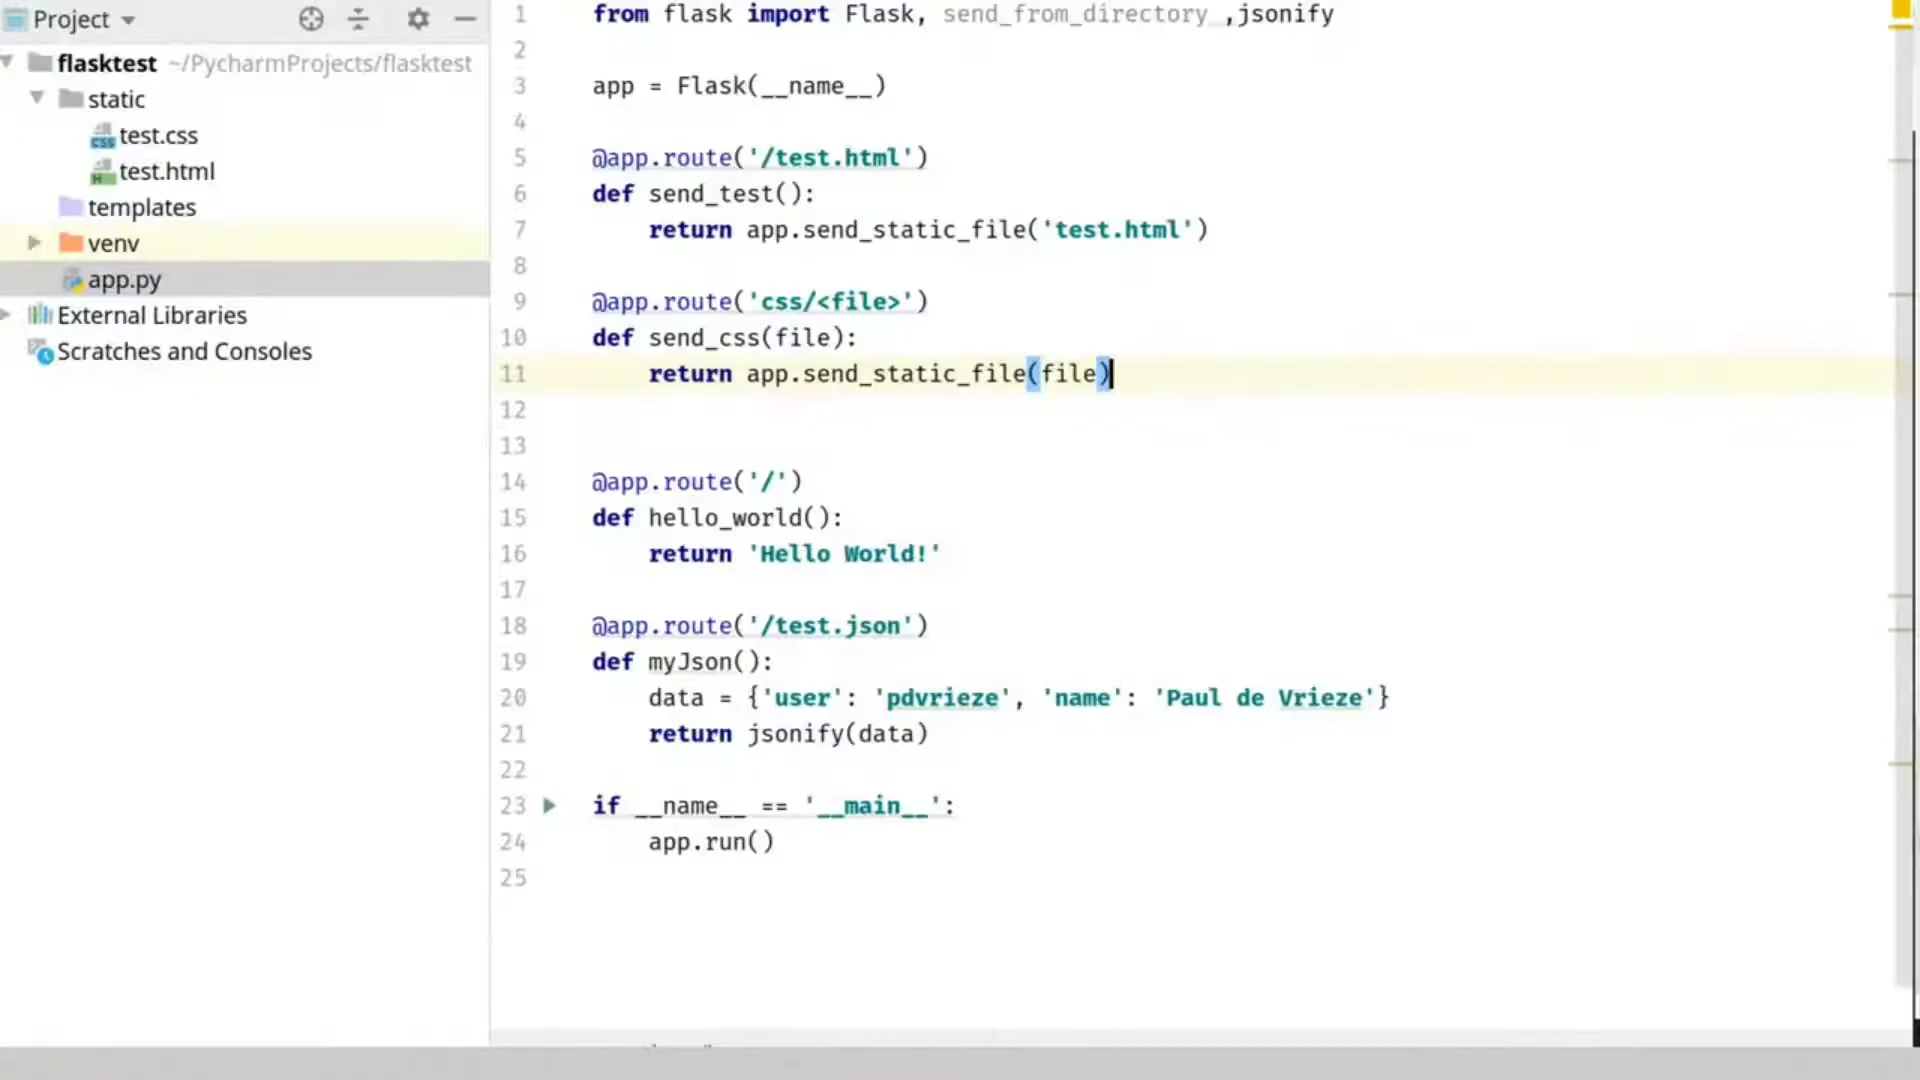 Project
flasktest ~/PycharmProjects/flasktest
static
test.css
test.html
templates
venv
app.py
External Libraries
Scratches and Consoles
1 from flask import Flask, send_from_directory ,jsonify
2
3 app = Flask(__name__)
4
5 @app.route('/test.html')
6 def send_test():
7 return app.send_static_file('test.html')
8
9 @app.route('css/<file>')
10 def send_css(file):
11 return app.send_static_file(file)
12
13
14 @app.route('/')
15 def hello_world():
16 return 'Hello World!'
17
18 @app.route('/test.json')
19 def myJson():
20 data = {'user': 'pdvrieze', 'name': 'Paul de Vrieze'}
21 return jsonify(data)
22
23 if __name__ == '__main__':
24 app.run()
25